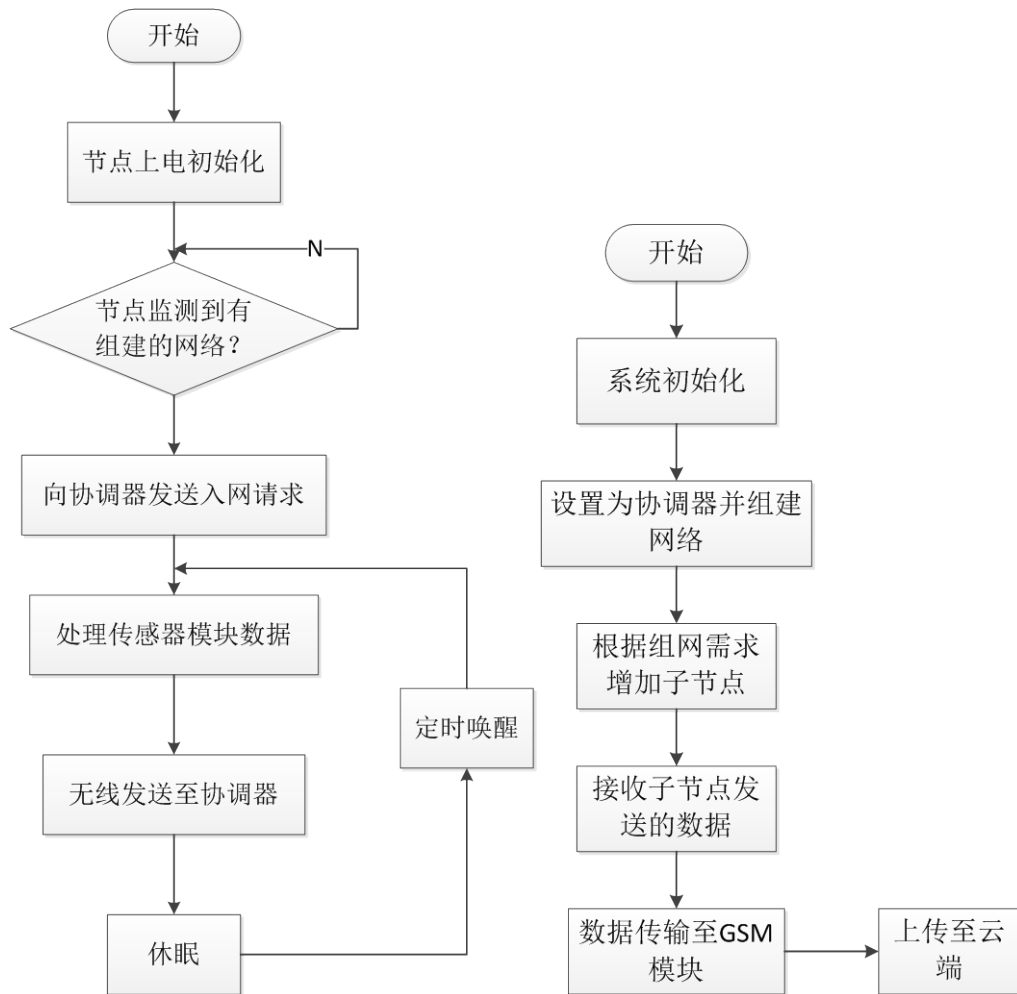 开始
节点上电初始化
N
节点监测到有
组建的网络？
向协调器发送入网请求
处理传感器模块数据
定时唤醒
无线发送至协调器
休眠
开始
系统初始化
设置为协调器并组建
网络
根据组网需求
增加子节点
接收子节点发
送的数据
数据传输至GSM
模块
上传至云
端